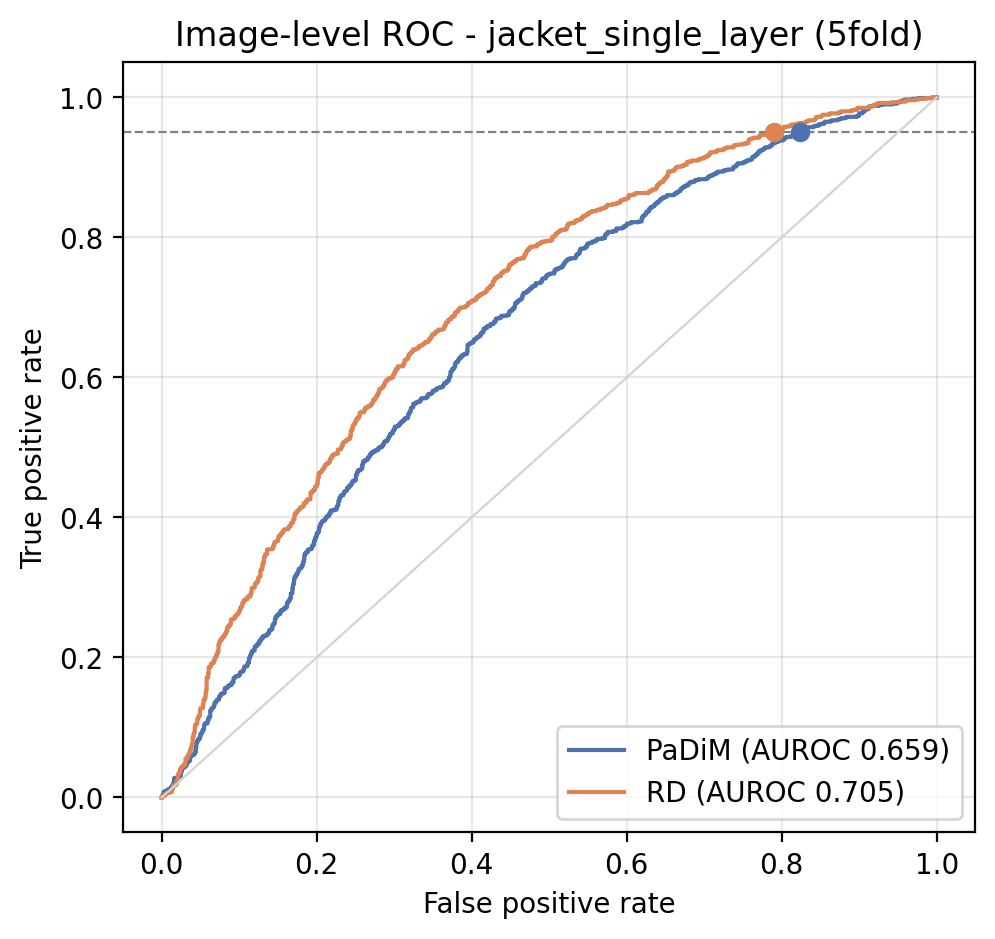 Image-level ROC - jacket_single_layer (5fold)
1.0
0.8
0.6
0.4
0.2
0.0
True positive rate
PaDiM (AUROC 0.659)
RD (AUROC 0.705)
0.0 0.2 0.4 0.6 0.8 1.0
False positive rate